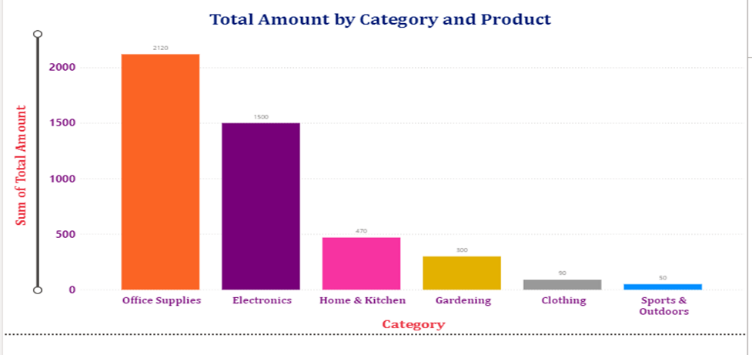 Total Amount by Category and Product
Sum of Total Amount
2000
1500
1000
500
0
2120
1500
470
300
90
50
Office Supplies
Electronics
Home & Kitchen
Gardening
Clothing
Sports &
Outdoors
Category